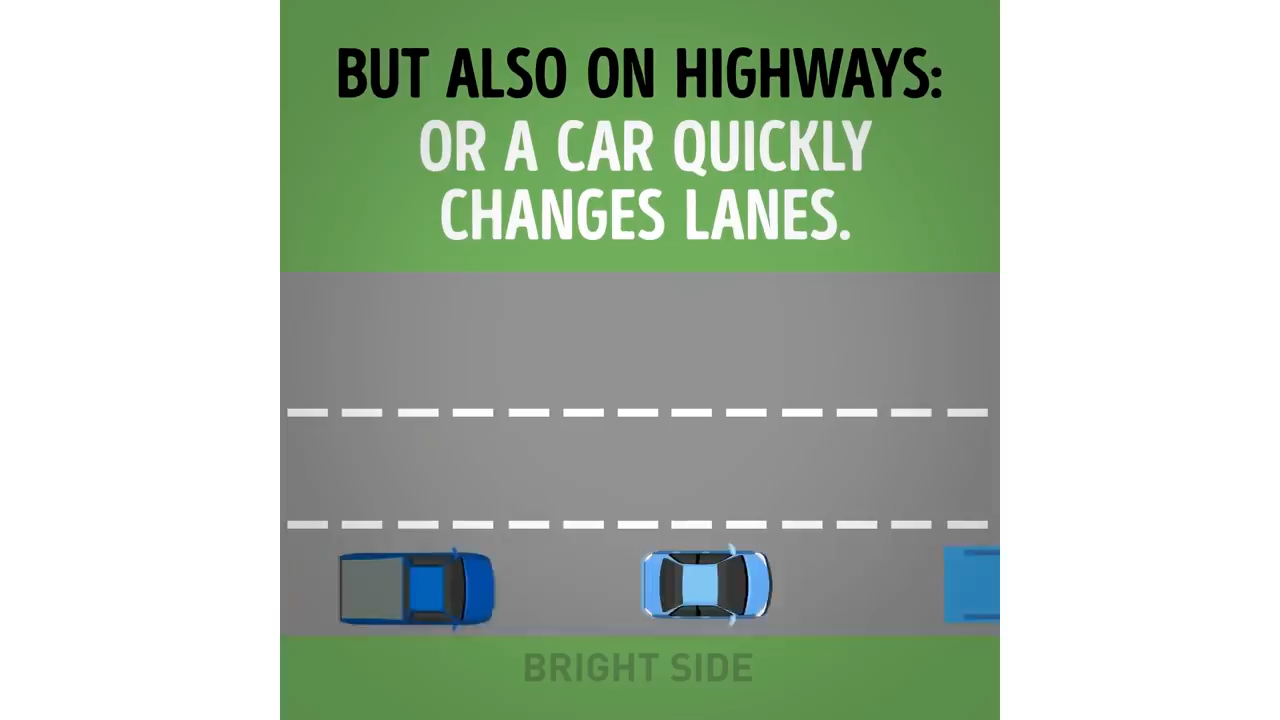 BUT ALSO ON HIGHWAYS:
OR A CAR QUICKLY
CHANGES LANES.
BRIGHT SIDE